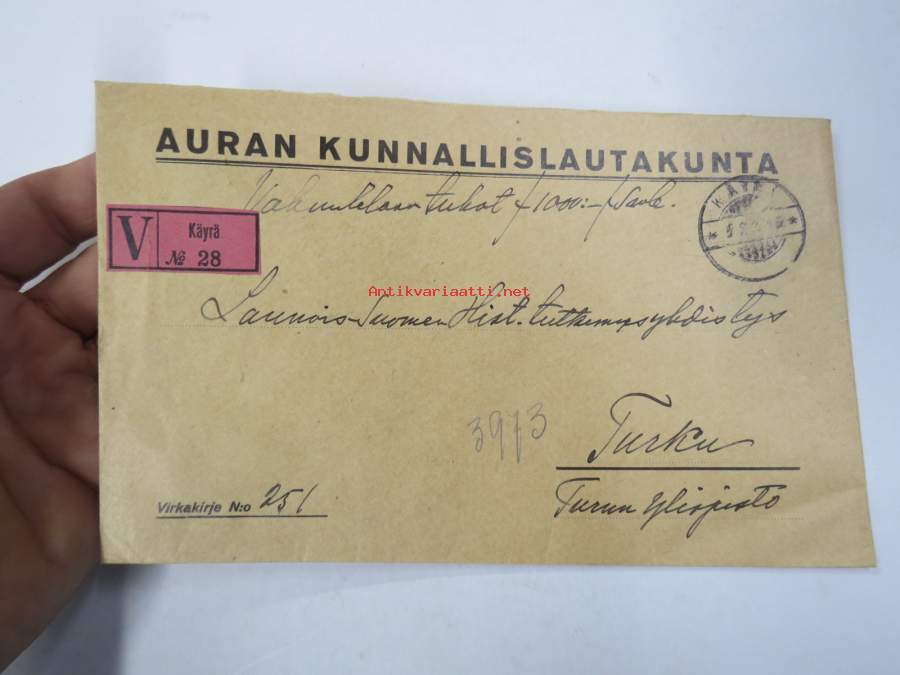 AURAN KUNNALLISLAUTAKUNTA
Vakuutetaan tuhat /1000:-/
V Käyrä
№ 28
Antikvariaatti.net
Lounais-Suomen Hist. tutkimusyhdistys
3913
Turku
Virkakirje N:o 251
Turun Yliopisto